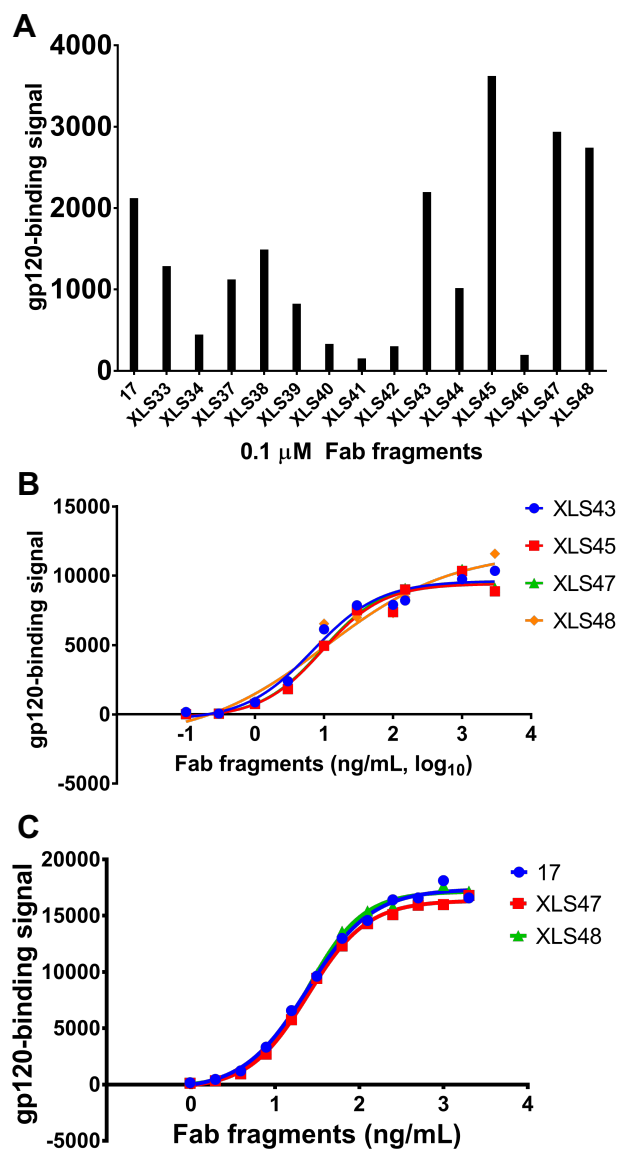 A
gp120-binding signal
4000
3000
2000
1000
0
17
XLS33
XLS34
XLS37
XLS38
XLS39
XLS40
XLS41
XLS42
XLS43
XLS44
XLS45
XLS46
XLS47
XLS48
0.1 μM Fab fragments
B
gp120-binding signal
15000
10000
5000
0
-5000
-1
0
1
2
3
4
Fab fragments (ng/mL, log10)
XLS43
XLS45
XLS47
XLS48
C
gp120-binding signal
20000
15000
10000
5000
0
-5000
0
1
2
3
4
Fab fragments (ng/mL)
17
XLS47
XLS48